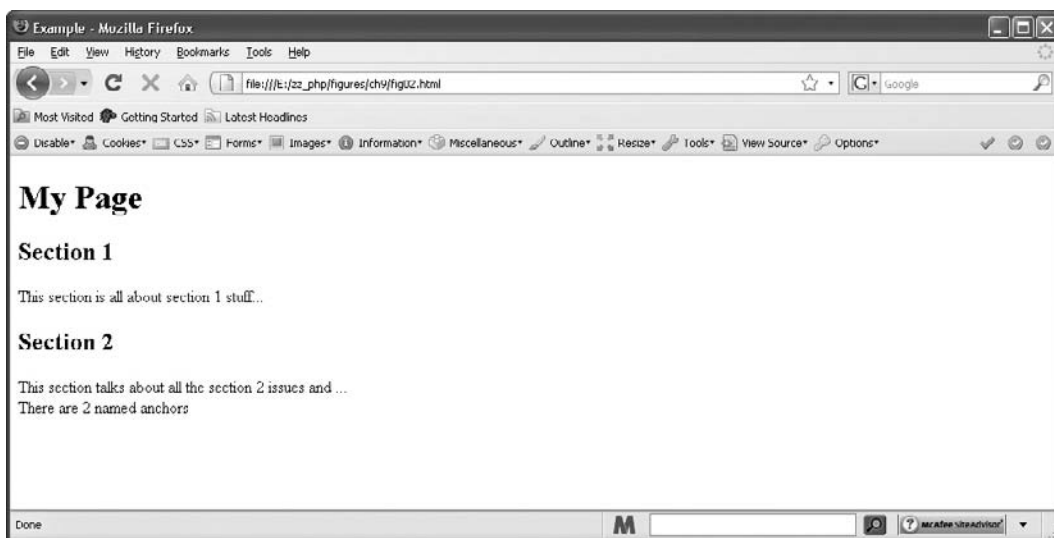 Example - Mozilla Firefox
File Edit View History Bookmarks Tools Help
file:///E:/zz_php/figures/ch9/fig02.html
G Google
Most Visited Getting Started Latest Headlines
Disable Cookies CSS Forms Images Information Miscellaneous Outline Resize Tools View Source Options
My Page
Section 1
This section is all about section 1 stuff...
Section 2
This section talks about all the section 2 issues and ...
There are 2 named anchors
Done
M
? McAfee SiteAdvisor